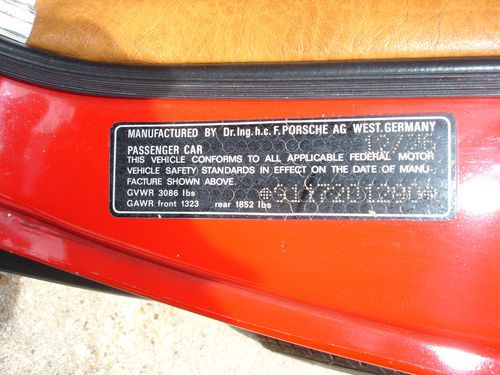 MANUFACTURED BY Dr.Ing.h.c.F.PORSCHE AG WEST.GERMANY
PASSENGER CAR
THIS VEHICLE CONFORMS TO ALL APPLICABLE FEDERAL MOTOR
VEHICLE SAFETY STANDARDS IN EFFECT ON THE DATE OF MANU-
FACTURE SHOWN ABOVE.
GVWR 3086 lbs
GAWR front 1323 rear 1852 lbs